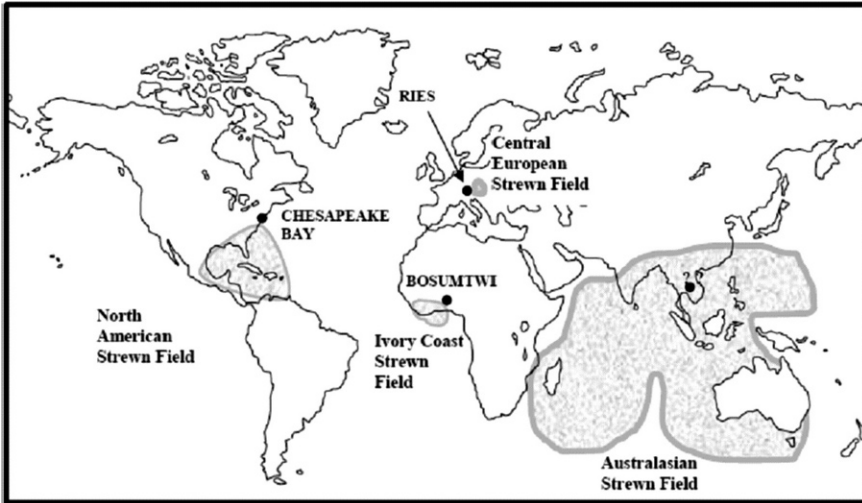 RIES
Central
European
Strewn Field
CHESAPEAKE
BAY
BOSUMTWI
?
North
American
Strewn Field
Ivory Coast
Strewn
Field
Australasian
Strewn Field